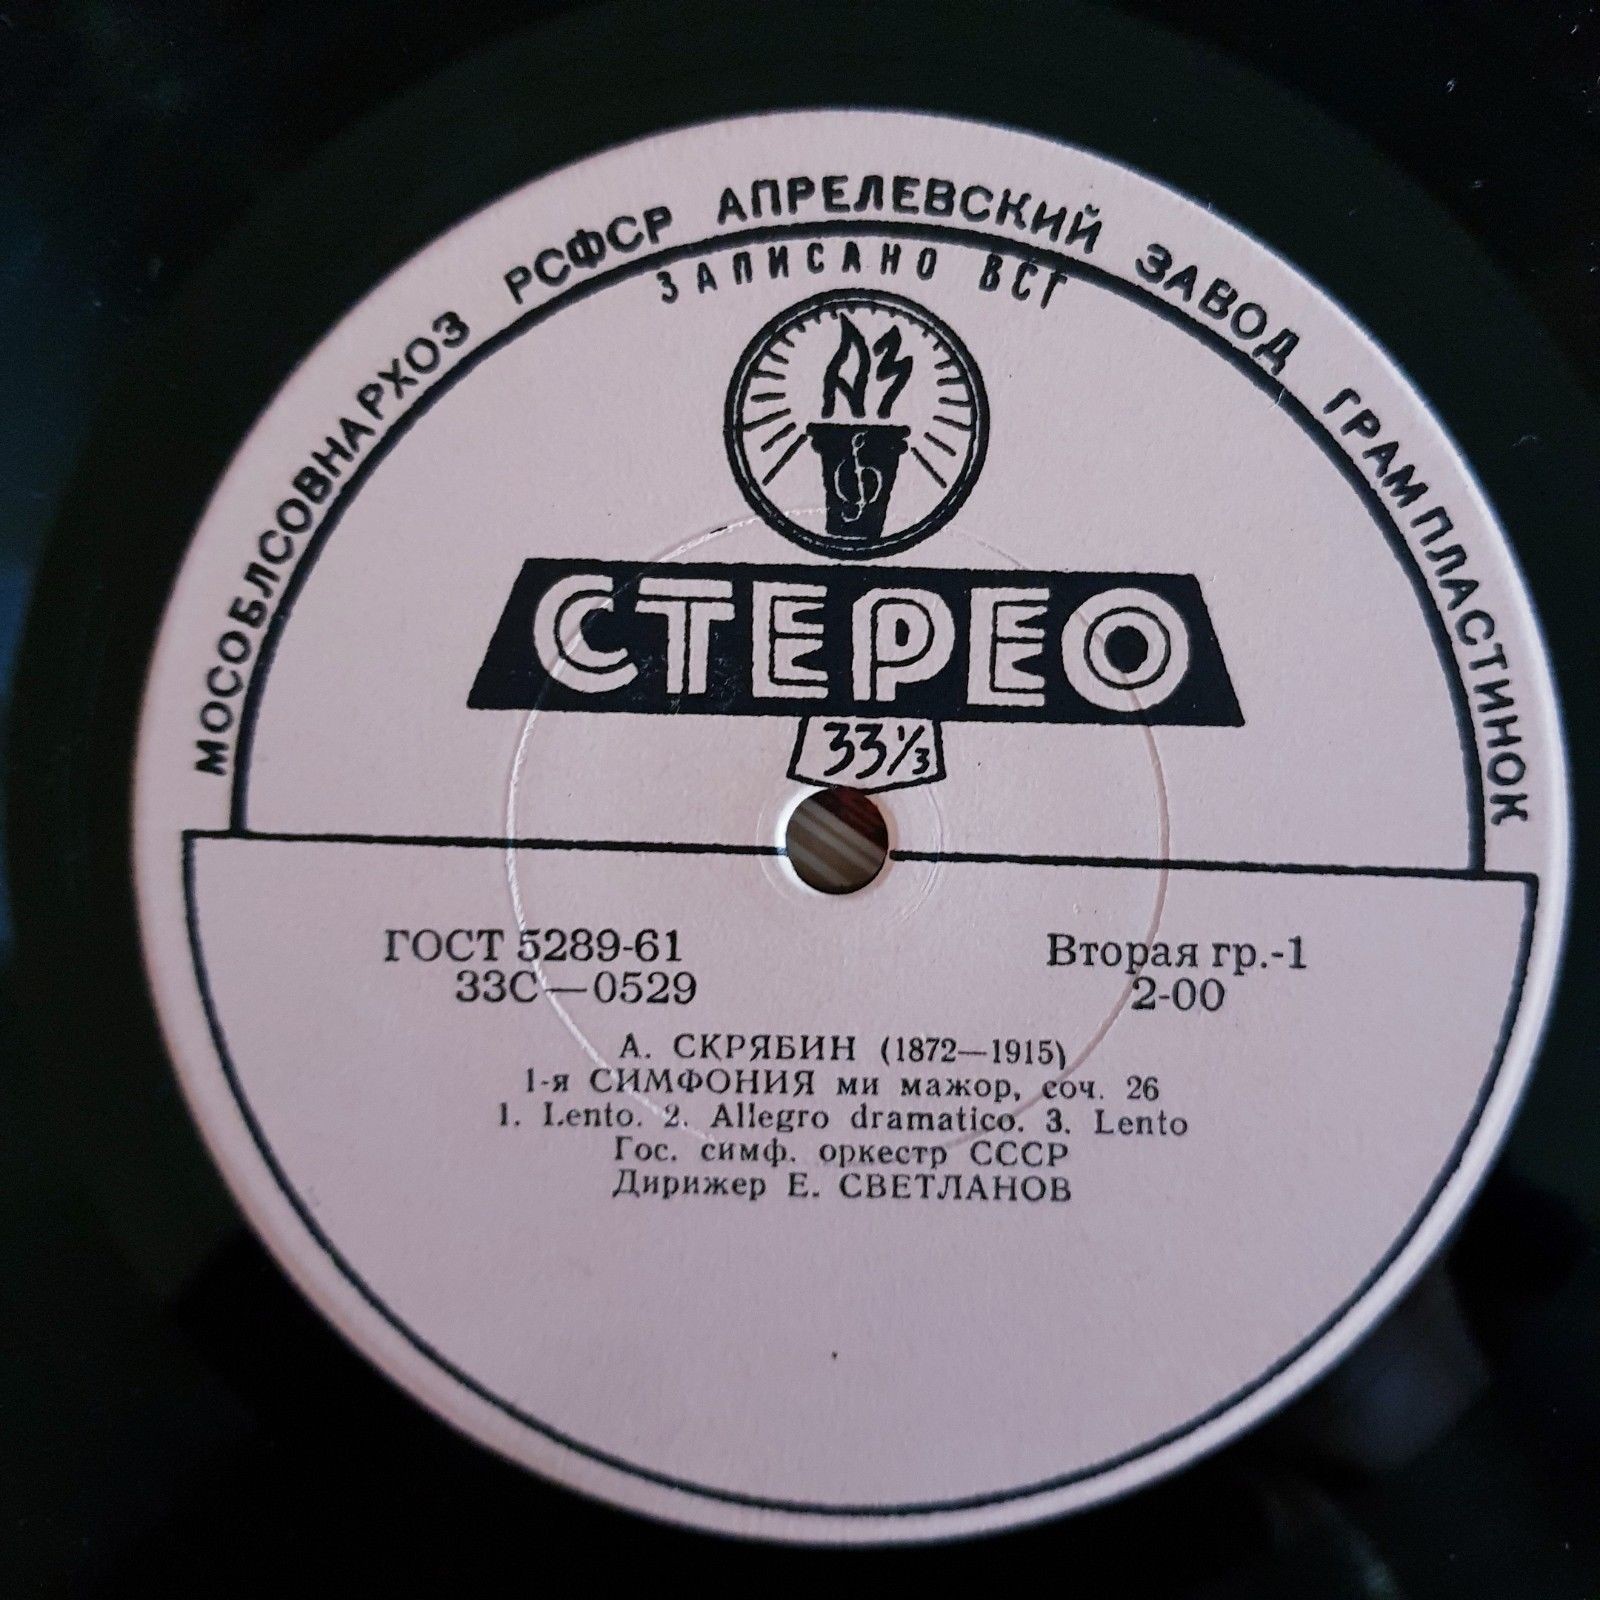 МОСОБЛСОВНАРХОЗ РСФСР АПРЕЛЕВСКИЙ ЗАВОД ГРАМПЛАСТИНОК
ЗАПИСАНО ВСГ
АЗ
СТЕРЕО
33⅓
ГОСТ 5289-61
Вторая гр.-1
33С—0529
2-00
А. СКРЯБИН (1872—1915)
1-я СИМФОНИЯ ми мажор, соч. 26
1. Lento. 2. Allegro dramatico. 3. Lento
Гос. симф. оркестр СССР
Дирижер Е. СВЕТЛАНОВ